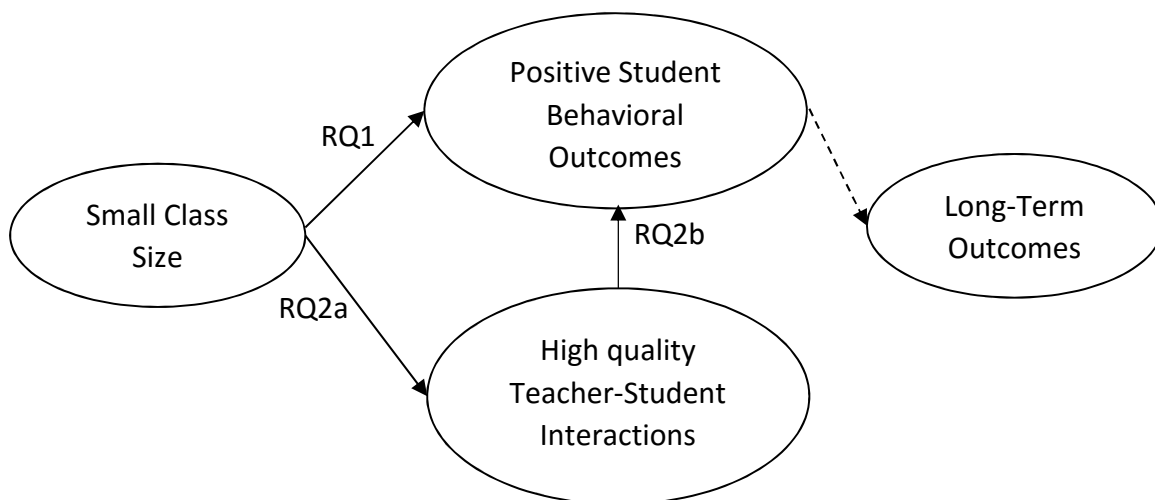 Positive Student
Behavioral
Outcomes
RQ1
Small Class
Size
Long-Term
Outcomes
RQ2b
RQ2a
High quality
Teacher-Student
Interactions